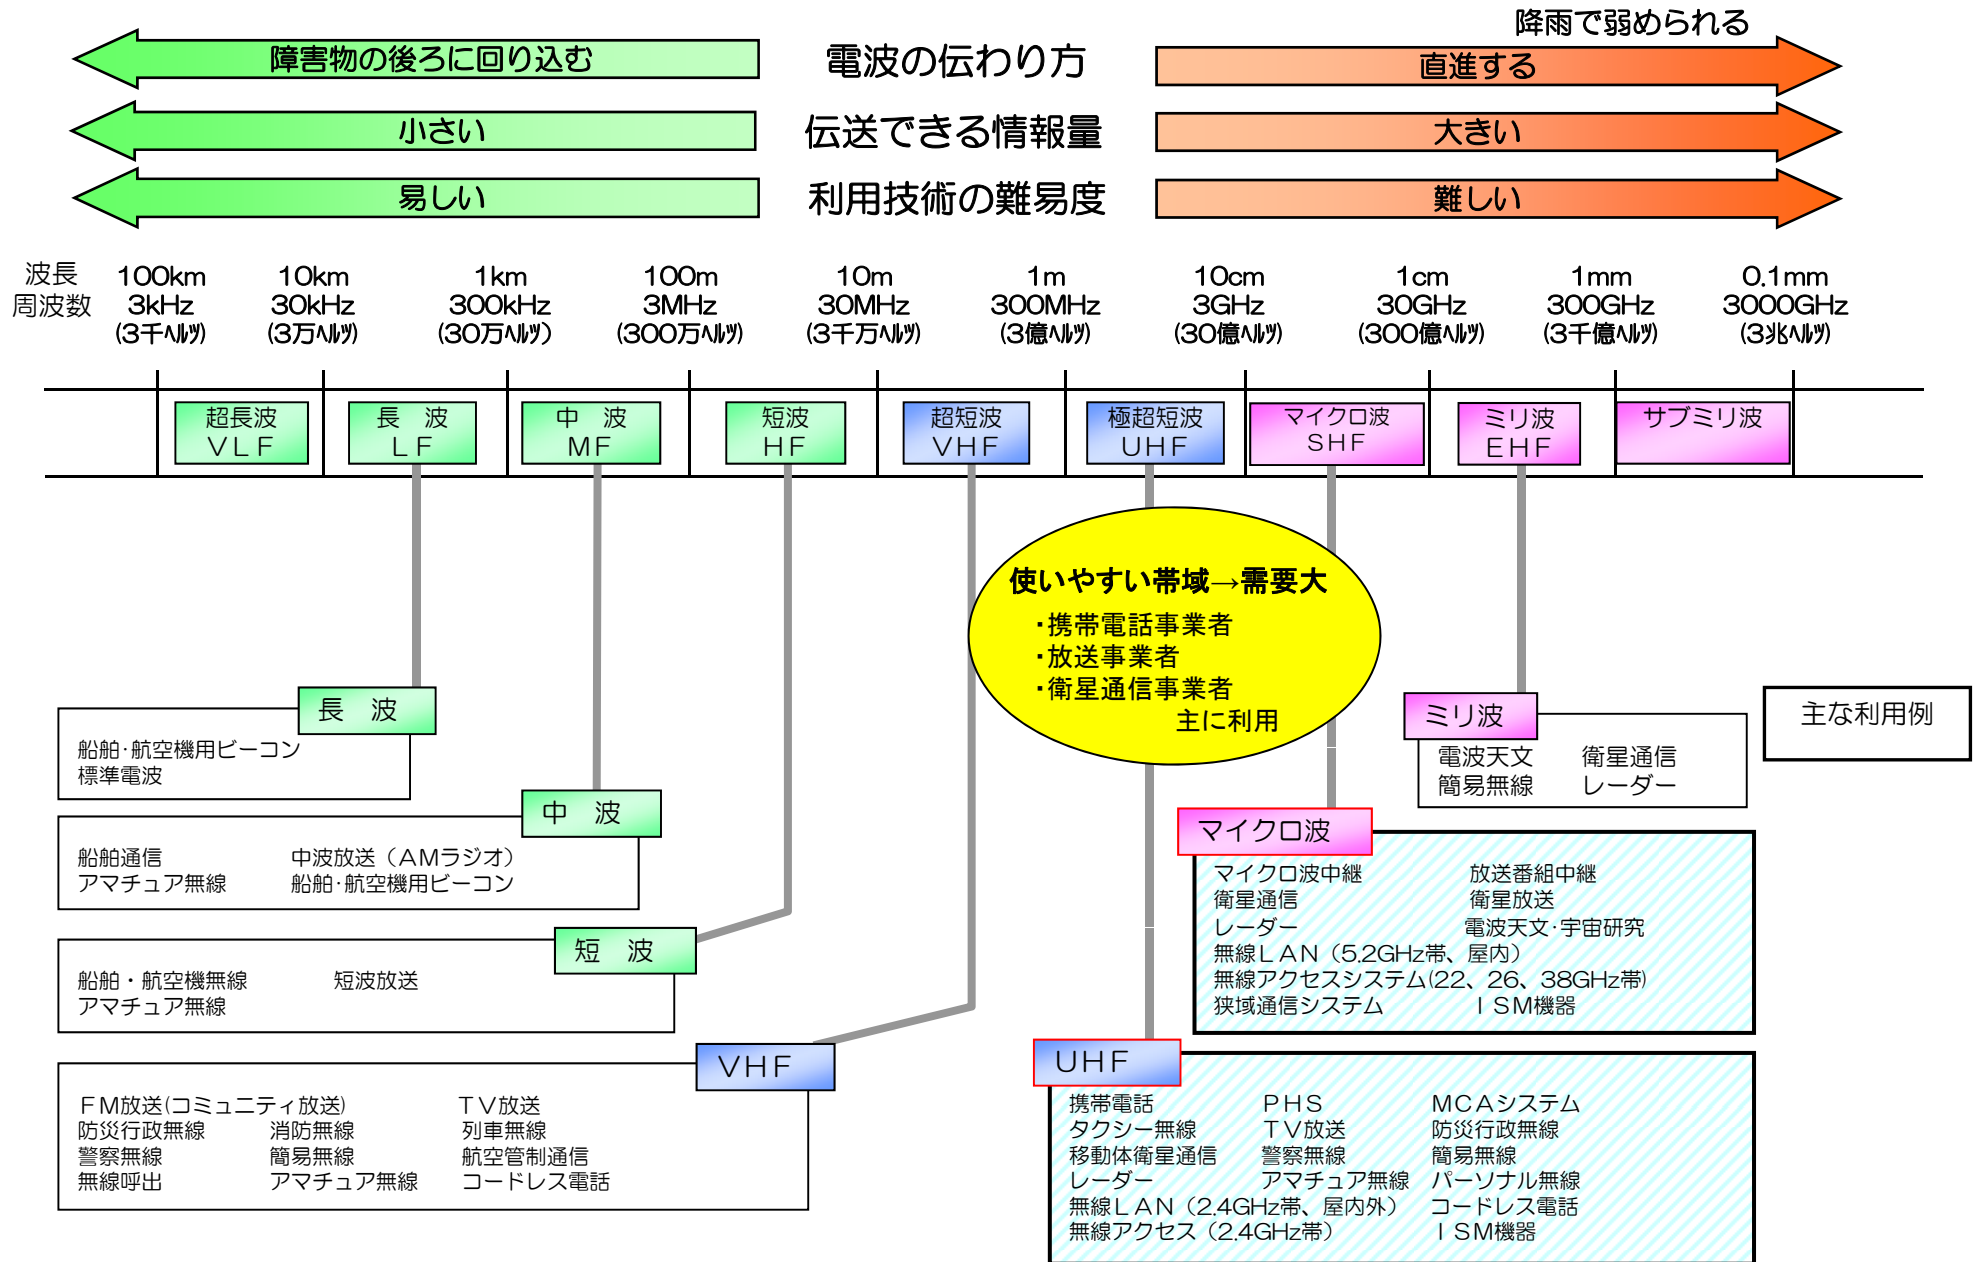 降雨で弱められる
障害物の後ろに回り込む 電波の伝わり方 直進する
小さい 伝送できる情報量 大きい
易しい 利用技術の難易度 難しい
波長 100km 10km 1km 100m 10m 1m 10cm 1cm 1mm 0.1mm
周波数 3kHz 30kHz 300kHz 3MHz 30MHz 300MHz 3GHz 30GHz 300GHz 3000GHz
(3千ﾍﾙﾂ) (3万ﾍﾙﾂ) (30万ﾍﾙﾂ) (300万ﾍﾙﾂ) (3千万ﾍﾙﾂ) (3億ﾍﾙﾂ) (30億ﾍﾙﾂ) (300億ﾍﾙﾂ) (3千億ﾍﾙﾂ) (3兆ﾍﾙﾂ)
超長波 長　波 中　波 短波 超短波 極超短波 マイクロ波 ミリ波 サブミリ波
ＶＬＦ ＬＦ ＭＦ ＨＦ ＶＨＦ ＵＨＦ ＳＨＦ ＥＨＦ
使いやすい帯域→需要大
・携帯電話事業者
・放送事業者
・衛星通信事業者
主に利用
長　波
船舶･航空機用ビーコン
標準電波
中　波
船舶通信 中波放送（ＡＭラジオ）
アマチュア無線 船舶･航空機用ビーコン
短　波
船舶・航空機無線 短波放送
アマチュア無線
ＶＨＦ
ＦＭ放送(コミュニティ放送) ＴＶ放送
防災行政無線 消防無線 列車無線
警察無線 簡易無線 航空管制通信
無線呼出 アマチュア無線 コードレス電話
ミリ波
電波天文 衛星通信
簡易無線 レーダー
主な利用例
マイクロ波
マイクロ波中継 放送番組中継
衛星通信 衛星放送
レーダー 電波天文･宇宙研究
無線ＬＡＮ（5.2GHz帯、屋内）
無線アクセスシステム(22、26、38GHz帯)
狭域通信システム ＩＳＭ機器
ＵＨＦ
携帯電話 ＰＨＳ ＭＣＡシステム
タクシー無線 ＴＶ放送 防災行政無線
移動体衛星通信 警察無線 簡易無線
レーダー アマチュア無線 パーソナル無線
無線ＬＡＮ（2.4GHz帯、屋内外） コードレス電話
無線アクセス（2.4GHz帯） ＩＳＭ機器